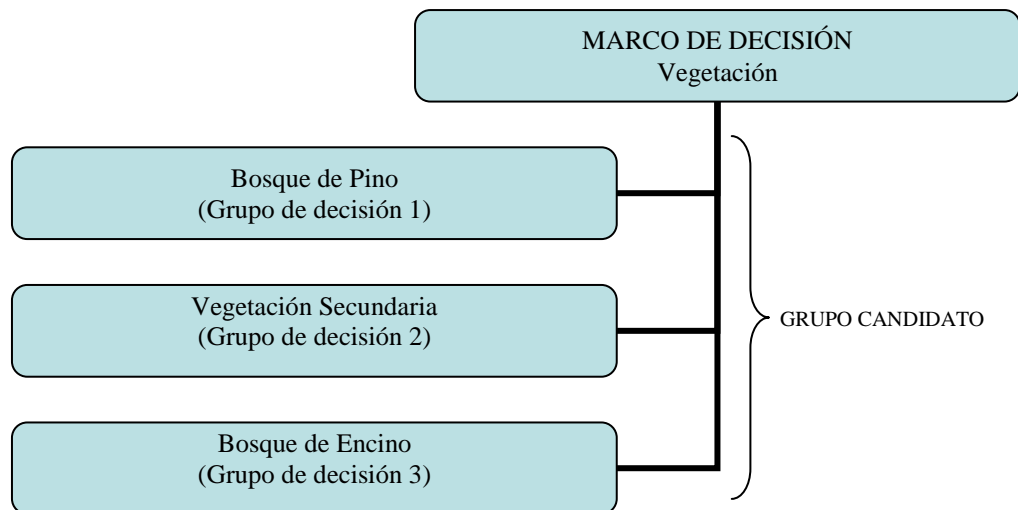 MARCO DE DECISIÓN
Vegetación
Bosque de Pino
(Grupo de decisión 1)
Vegetación Secundaria
(Grupo de decisión 2)
GRUPO CANDIDATO
Bosque de Encino
(Grupo de decisión 3)